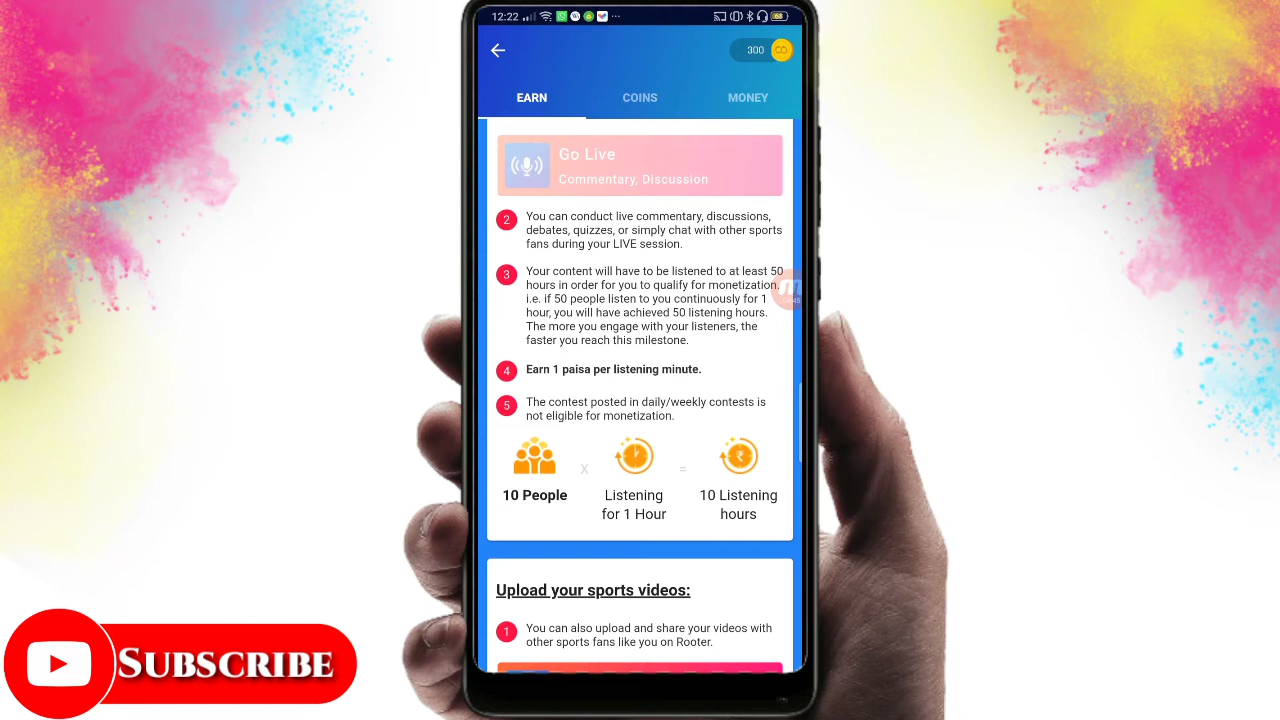 12:22
68
300
EARN
COINS
MONEY
Go Live
Commentary, Discussion
2
You can conduct live commentary, discussions,
debates, quizzes, or simply chat with other sports
fans during your LIVE session.
3
Your content will have to be listened to at least 50
hours in order for you to qualify for monetization.
i.e. if 50 people listen to you continuously for 1
hour, you will have achieved 50 listening hours.
The more you engage with your listeners, the
faster you reach this milestone.
4
Earn 1 paisa per listening minute.
5
The contest posted in daily/weekly contests is
not eligible for monetization.
X
=
10 People
Listening
for 1 Hour
10 Listening
hours
Upload your sports videos:
1
You can also upload and share your videos with
other sports fans like you on Rooter.
SUBSCRIBE